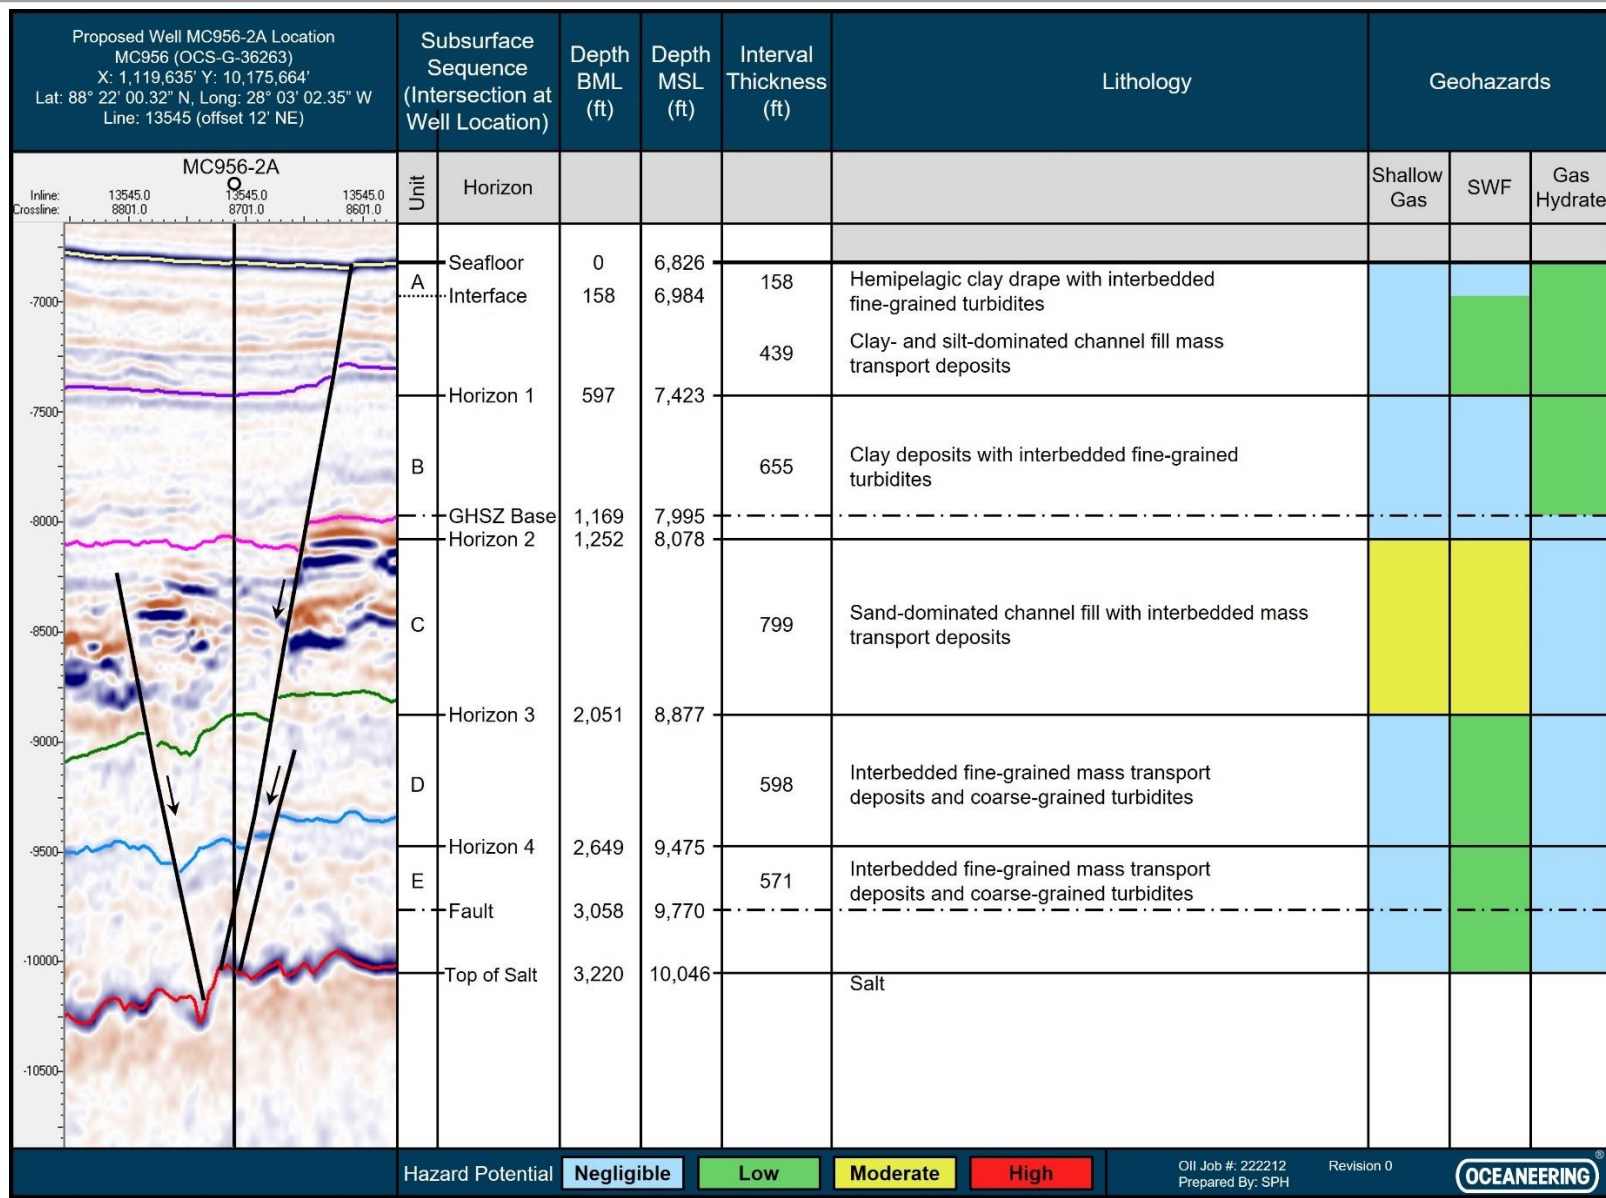 Proposed Well MC956-2A Location
MC956 (OCS-G-36263)
X: 1,119,635' Y: 10,175,664'
Lat: 88° 22' 00.32" N, Long: 28° 03' 02.35" W
Line: 13545 (offset 12' NE)
Subsurface
Sequence
(Intersection at
Well Location)
Depth
BML
(ft)
Depth
MSL
(ft)
Interval
Thickness
(ft)
Lithology
Geohazards
MC956-2A
Inline: 13545.0 13545.0 13545.0
Crossline: 8801.0 8701.0 8601.0
Unit
Horizon
Shallow
Gas
SWF
Gas
Hydrate
-7000
-7500
-8000
-8500
-9000
-9500
-10000
-10500
Seafloor 0 6,826
A
158
Hemipelagic clay drape with interbedded
fine-grained turbidites
Interface 158 6,984
439
Clay- and silt-dominated channel fill mass
transport deposits
Horizon 1 597 7,423
B
655
Clay deposits with interbedded fine-grained
turbidites
GHSZ Base 1,169 7,995
Horizon 2 1,252 8,078
C
799
Sand-dominated channel fill with interbedded mass
transport deposits
Horizon 3 2,051 8,877
D
598
Interbedded fine-grained mass transport
deposits and coarse-grained turbidites
Horizon 4 2,649 9,475
E
571
Interbedded fine-grained mass transport
deposits and coarse-grained turbidites
Fault 3,058 9,770
Top of Salt 3,220 10,046
Salt
Hazard Potential Negligible Low Moderate High
OII Job #: 222212 Revision 0
Prepared By: SPH
OCEANEERING®